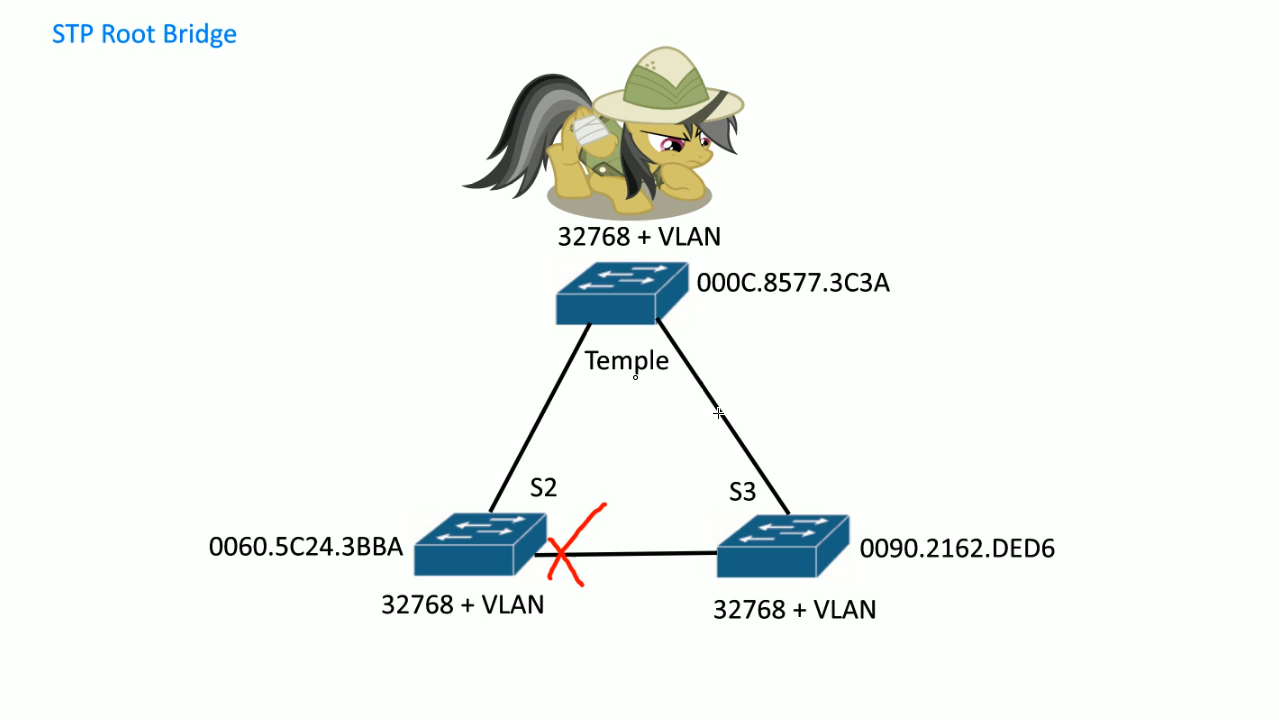 STP Root Bridge
32768 + VLAN
000C.8577.3C3A
Temple
S2
S3
0060.5C24.3BBA
0090.2162.DED6
32768 + VLAN
32768 + VLAN